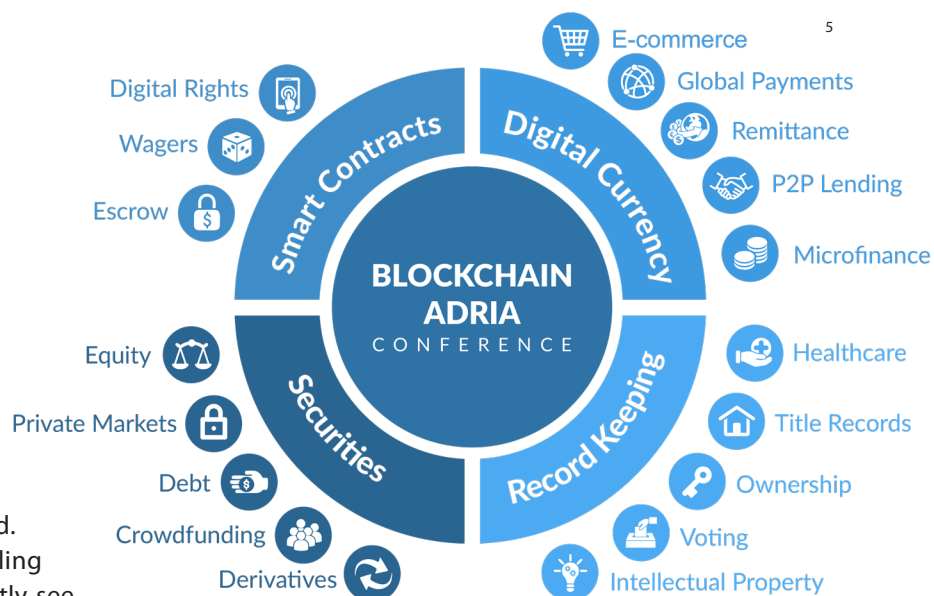 5
E-commerce
Global Payments
Remittance
P2P Lending
Microfinance
Digital Currency
Digital Rights
Wagers
Escrow
Smart Contracts
BLOCKCHAIN
ADRIA
CONFERENCE
Equity
Private Markets
Debt
Crowdfunding
Derivatives
Securities
Healthcare
Title Records
Ownership
Voting
Intellectual Property
Record Keeping